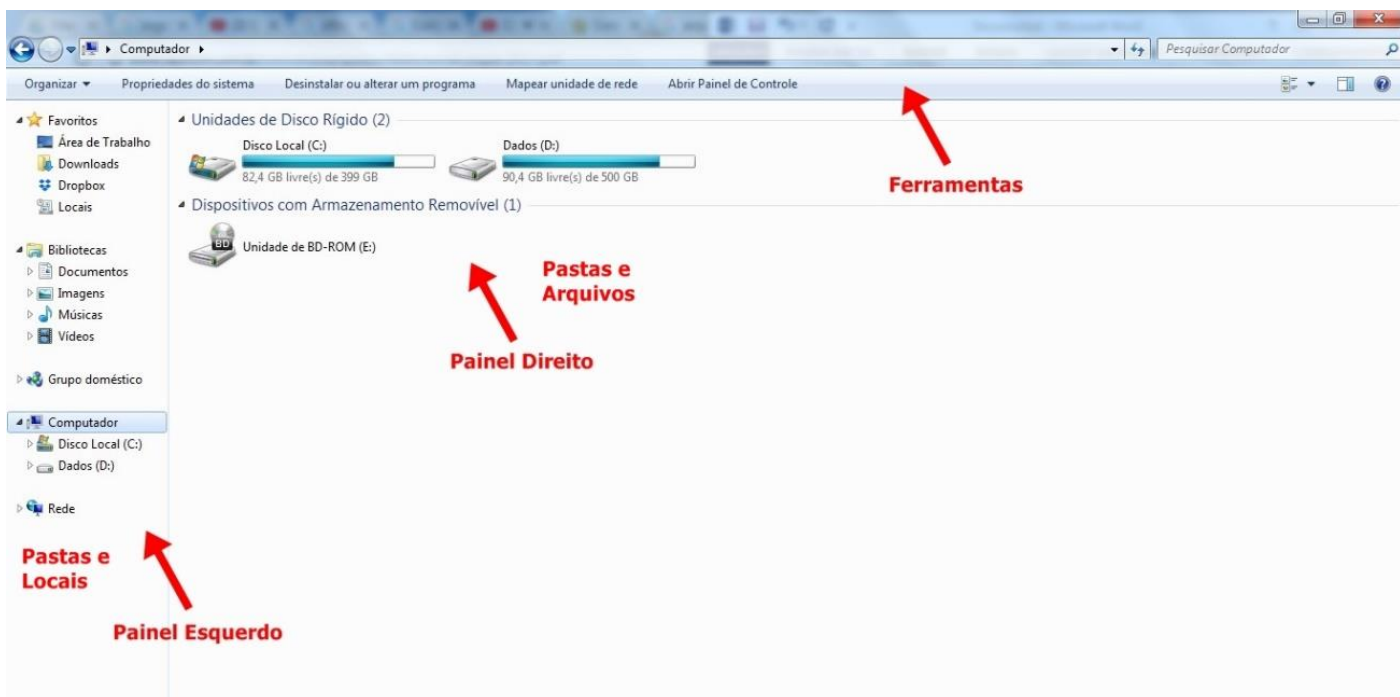 Computador
Pesquisar Computador
Organizar
Propriedades do sistema
Desinstalar ou alterar um programa
Mapear unidade de rede
Abrir Painel de Controle
Favoritos
Área de Trabalho
Downloads
Dropbox
Locais
Bibliotecas
Documentos
Imagens
Músicas
Vídeos
Grupo doméstico
Computador
Disco Local (C:)
Dados (D:)
Rede
Pastas e
Locais
Painel Esquerdo
Unidades de Disco Rígido (2)
Disco Local (C:)
82,4 GB livre(s) de 399 GB
Dados (D:)
90,4 GB livre(s) de 500 GB
Dispositivos com Armazenamento Removível (1)
BD
Unidade de BD-ROM (E:)
Pastas e
Arquivos
Painel Direito
Ferramentas